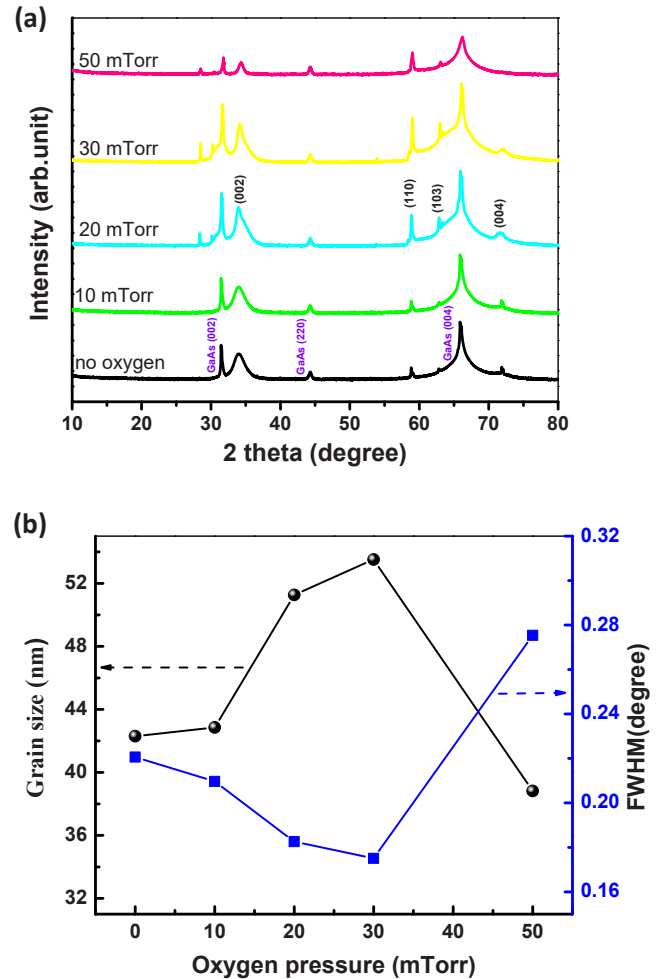 (a)
50 mTorr
30 mTorr
(002)
(110)
(103)
(004)
20 mTorr
10 mTorr
GaAs (002)
GaAs (220)
GaAs (004)
no oxygen
Intensity (arb.unit)
10 20 30 40 50 60 70 80
2 theta (degree)
(b)
52
48
44
40
36
32
Grain size (nm)
0.32
0.28
0.24
0.20
0.16
FWHM(degree)
0 10 20 30 40 50
Oxygen pressure (mTorr)